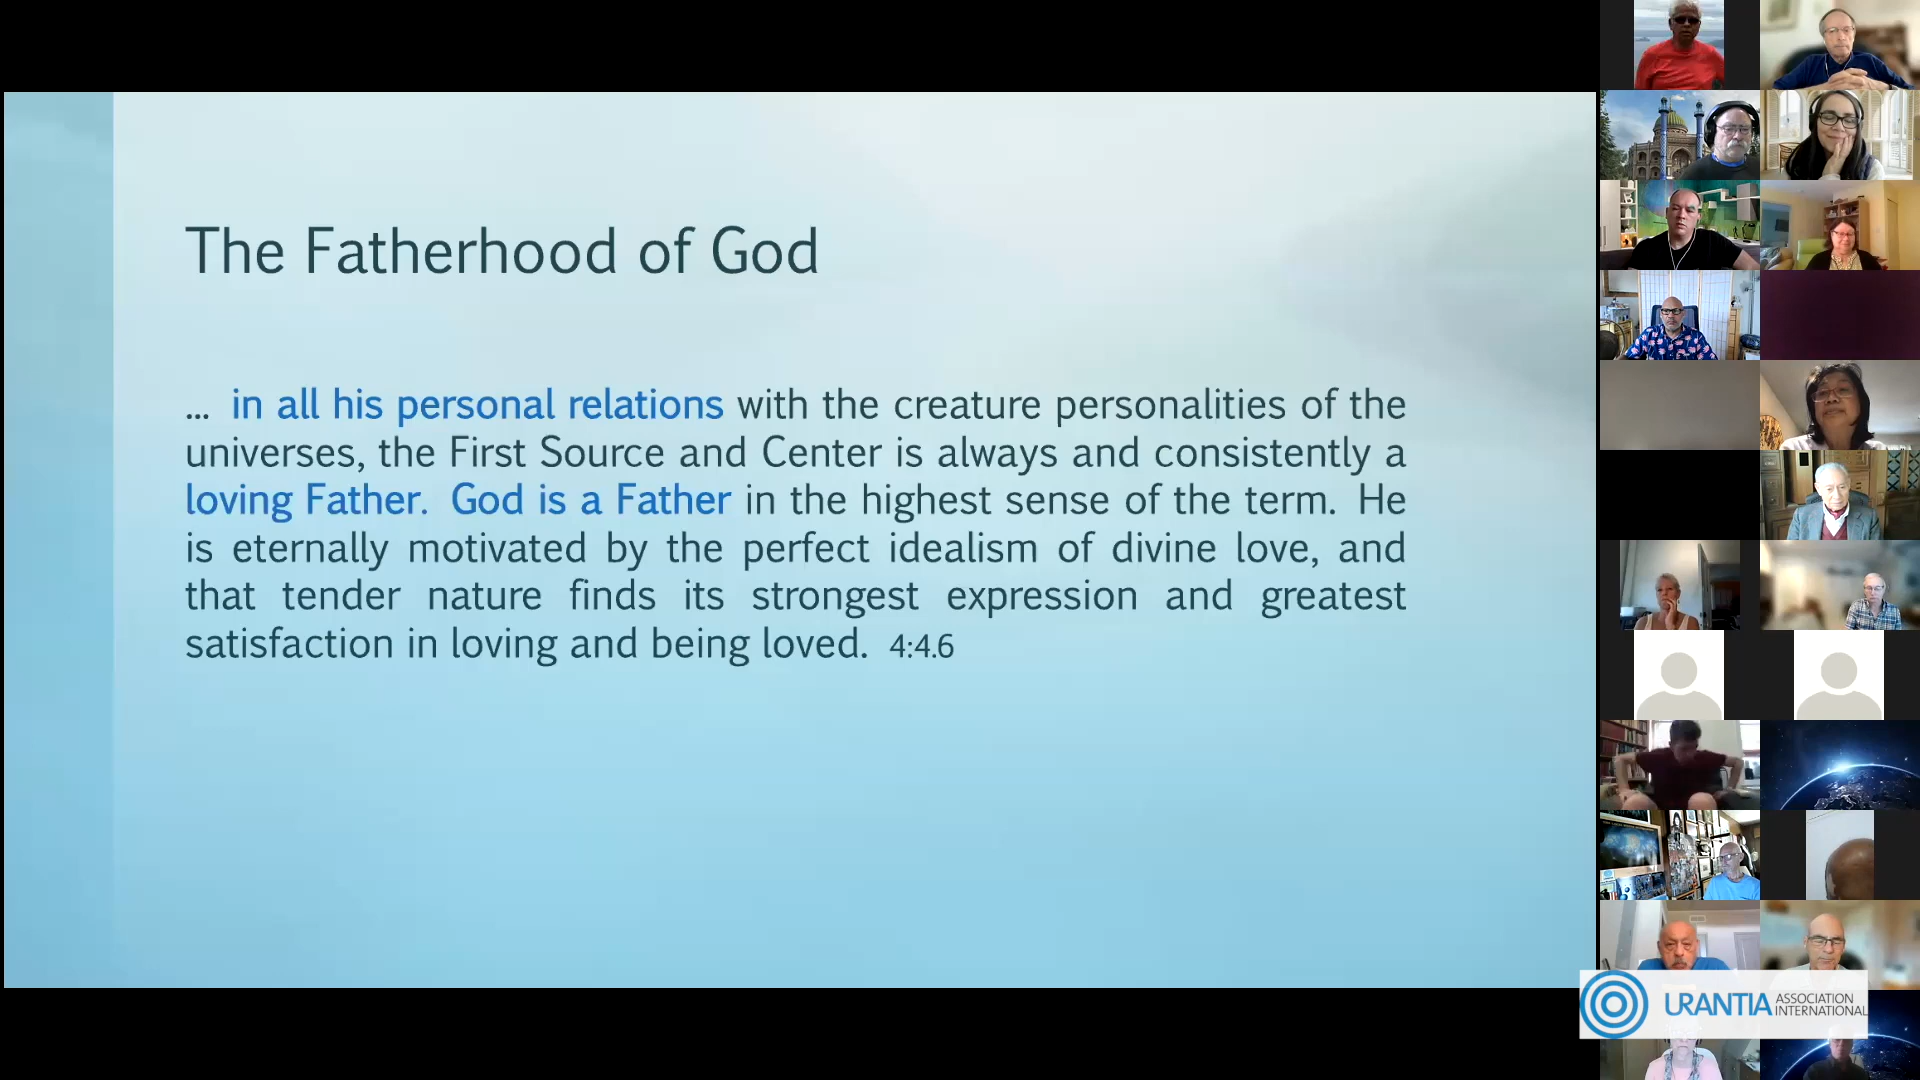 The Fatherhood of God
... in all his personal relations with the creature personalities of the
universes, the First Source and Center is always and consistently a
loving Father. God is a Father in the highest sense of the term. He
is eternally motivated by the perfect idealism of divine love, and
that tender nature finds its strongest expression and greatest
satisfaction in loving and being loved. 4:4.6
URANTIA ASSOCIATION
INTERNATIONAL